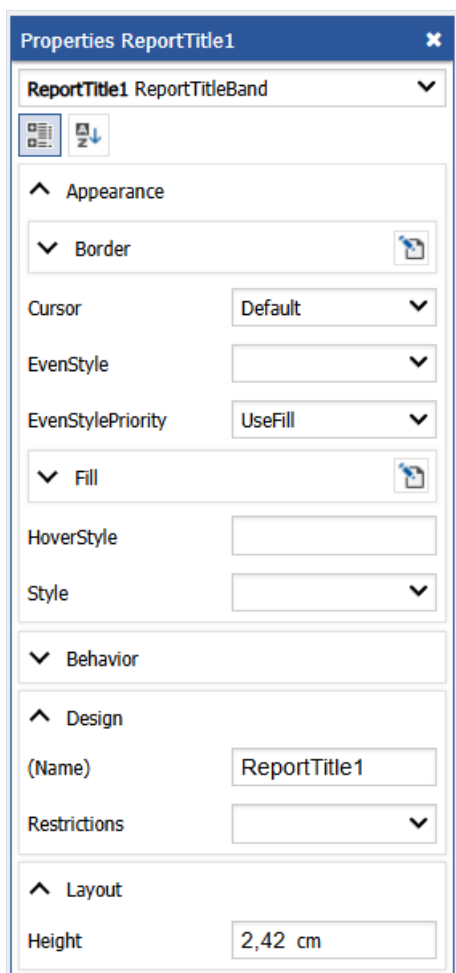 Properties ReportTitle1
ReportTitle1 ReportTitleBand
A
Z
Appearance
Border
Cursor Default
EvenStyle
EvenStylePriority UseFill
Fill
HoverStyle
Style
Behavior
Design
(Name) ReportTitle1
Restrictions
Layout
Height 2,42 cm